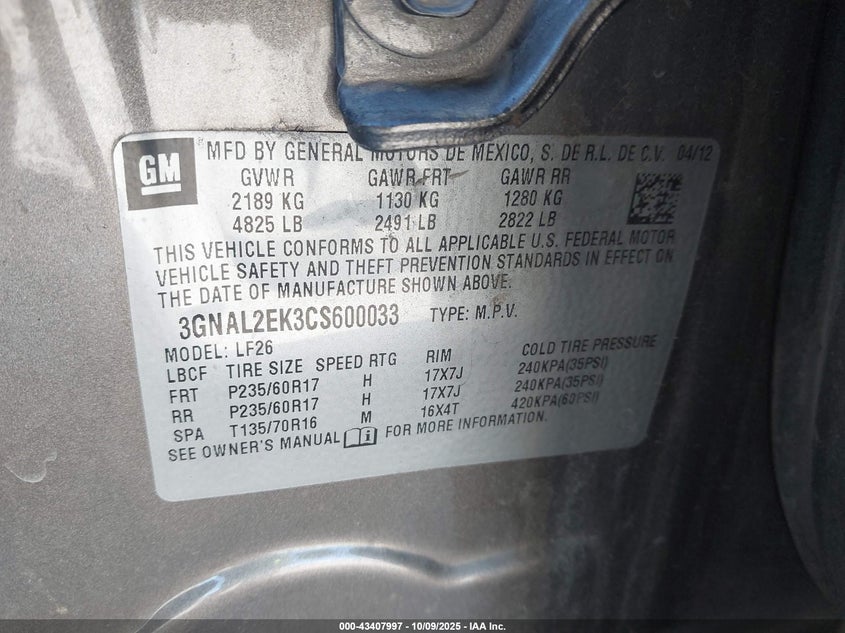 GM
MFD BY GENERAL MOTORS DE MEXICO, S. DE R.L. DE C.V. 04/12
GVWR GAWR FRT GAWR RR
2189 KG 1130 KG 1280 KG
4825 LB 2491 LB 2822 LB
THIS VEHICLE CONFORMS TO ALL APPLICABLE U.S. FEDERAL MOTOR
VEHICLE SAFETY AND THEFT PREVENTION STANDARDS IN EFFECT ON
THE DATE OF MANUFACTURE SHOWN ABOVE.
3GNAL2EK3CS600033 TYPE: M.P.V.
MODEL: LF26
LBCF TIRE SIZE SPEED RTG RIM COLD TIRE PRESSURE
FRT P235/60R17 H 17X7J 240KPA(35PSI)
RR P235/60R17 H 17X7J 240KPA(35PSI)
SPA T135/70R16 M 16X4T 420KPA(60PSI)
SEE OWNER'S MANUAL FOR MORE INFORMATION.
000-43407997 - 10/09/2025 - IAA Inc.